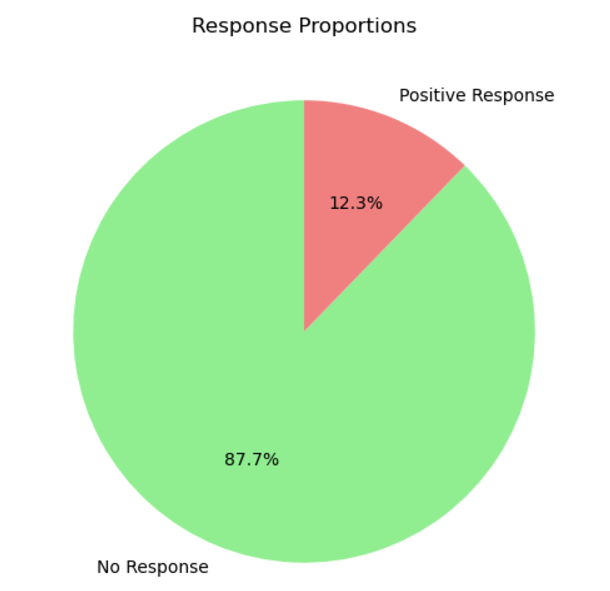 Response Proportions
Positive Response
12.3%
87.7%
No Response